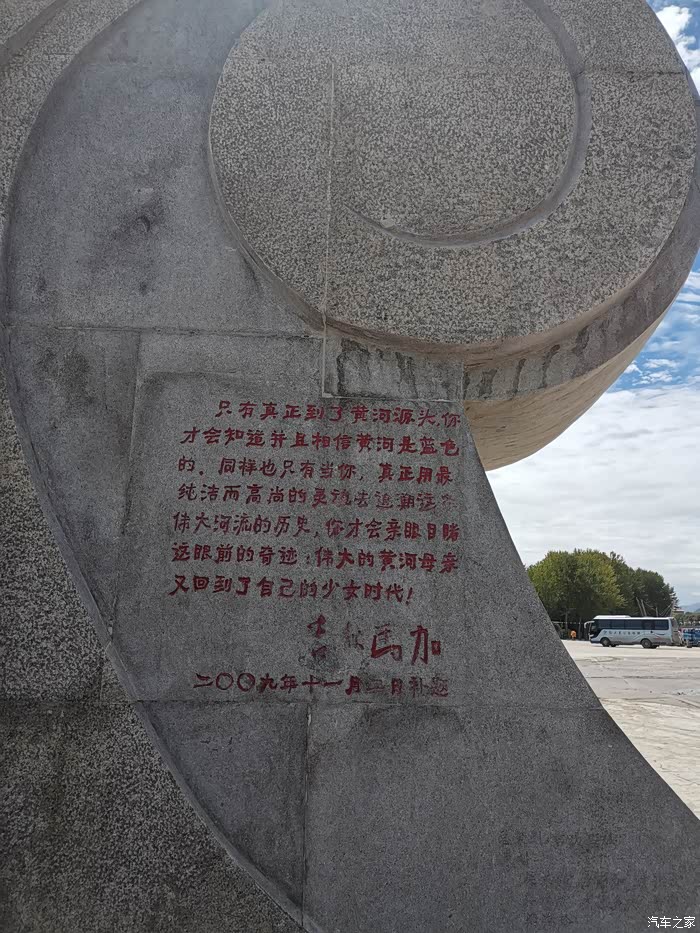 只有真正到了黄河源头,你
才会知道并且相信黄河是蓝色
的。同样也只有当你,真正用最
纯洁而高尚的灵魂去追溯这条
伟大河流的历史,你才会亲眼目睹
这眼前的奇迹:伟大的黄河母亲
又回到了自己的少女时代!
吉狄马加
二〇〇九年十一月二日补题
汽车之家